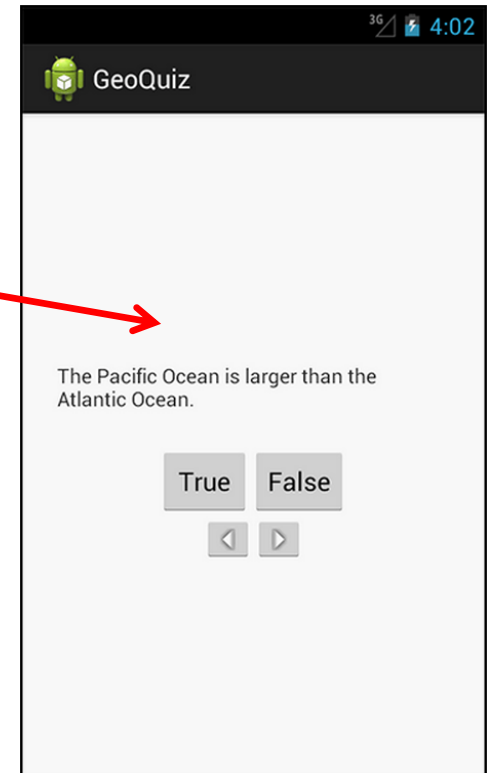 3G 4:02
GeoQuiz
The Pacific Ocean is larger than the
Atlantic Ocean.
True False